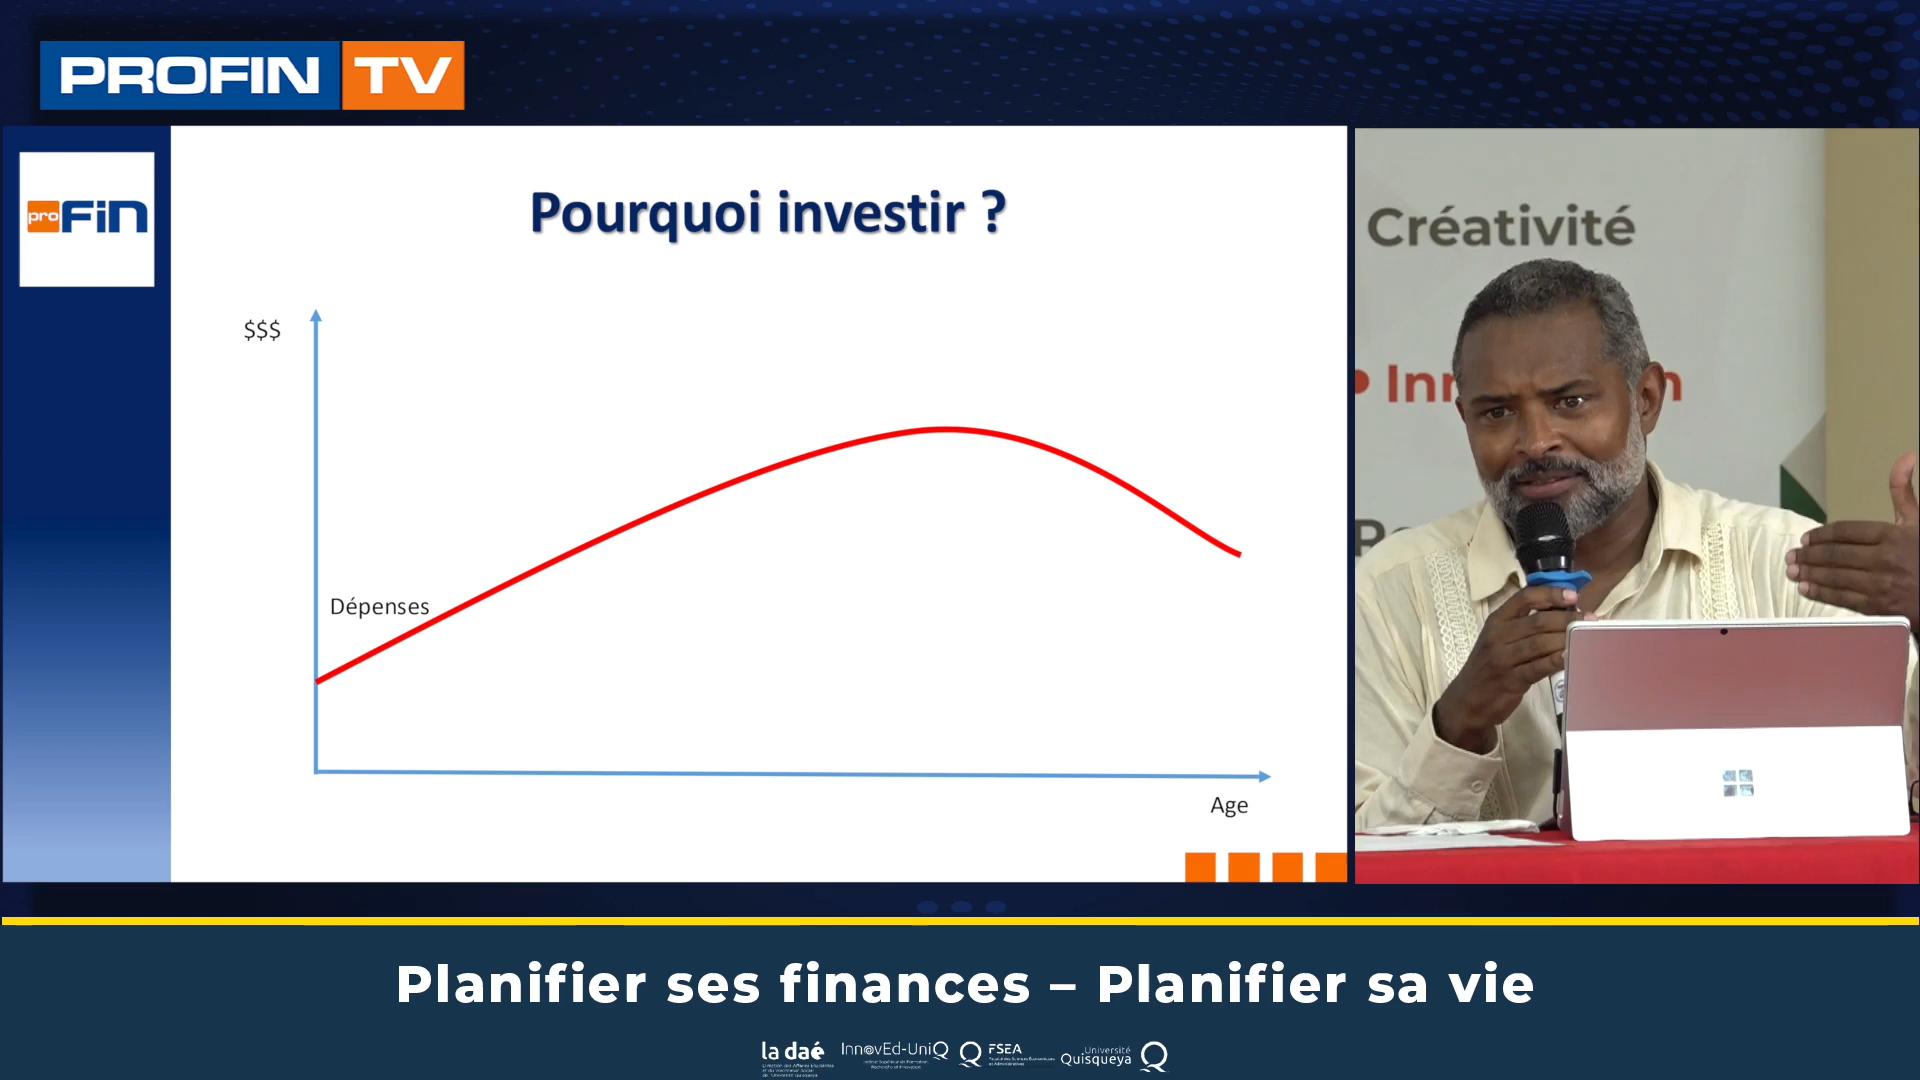 PROFIN TV
proFin
Pourquoi investir ?
$$$
Dépenses
Age
Créativité
Planifier ses finances – Planifier sa vie
la daé
InnovEd-UniQ
FSEA
Université
Quisqueya